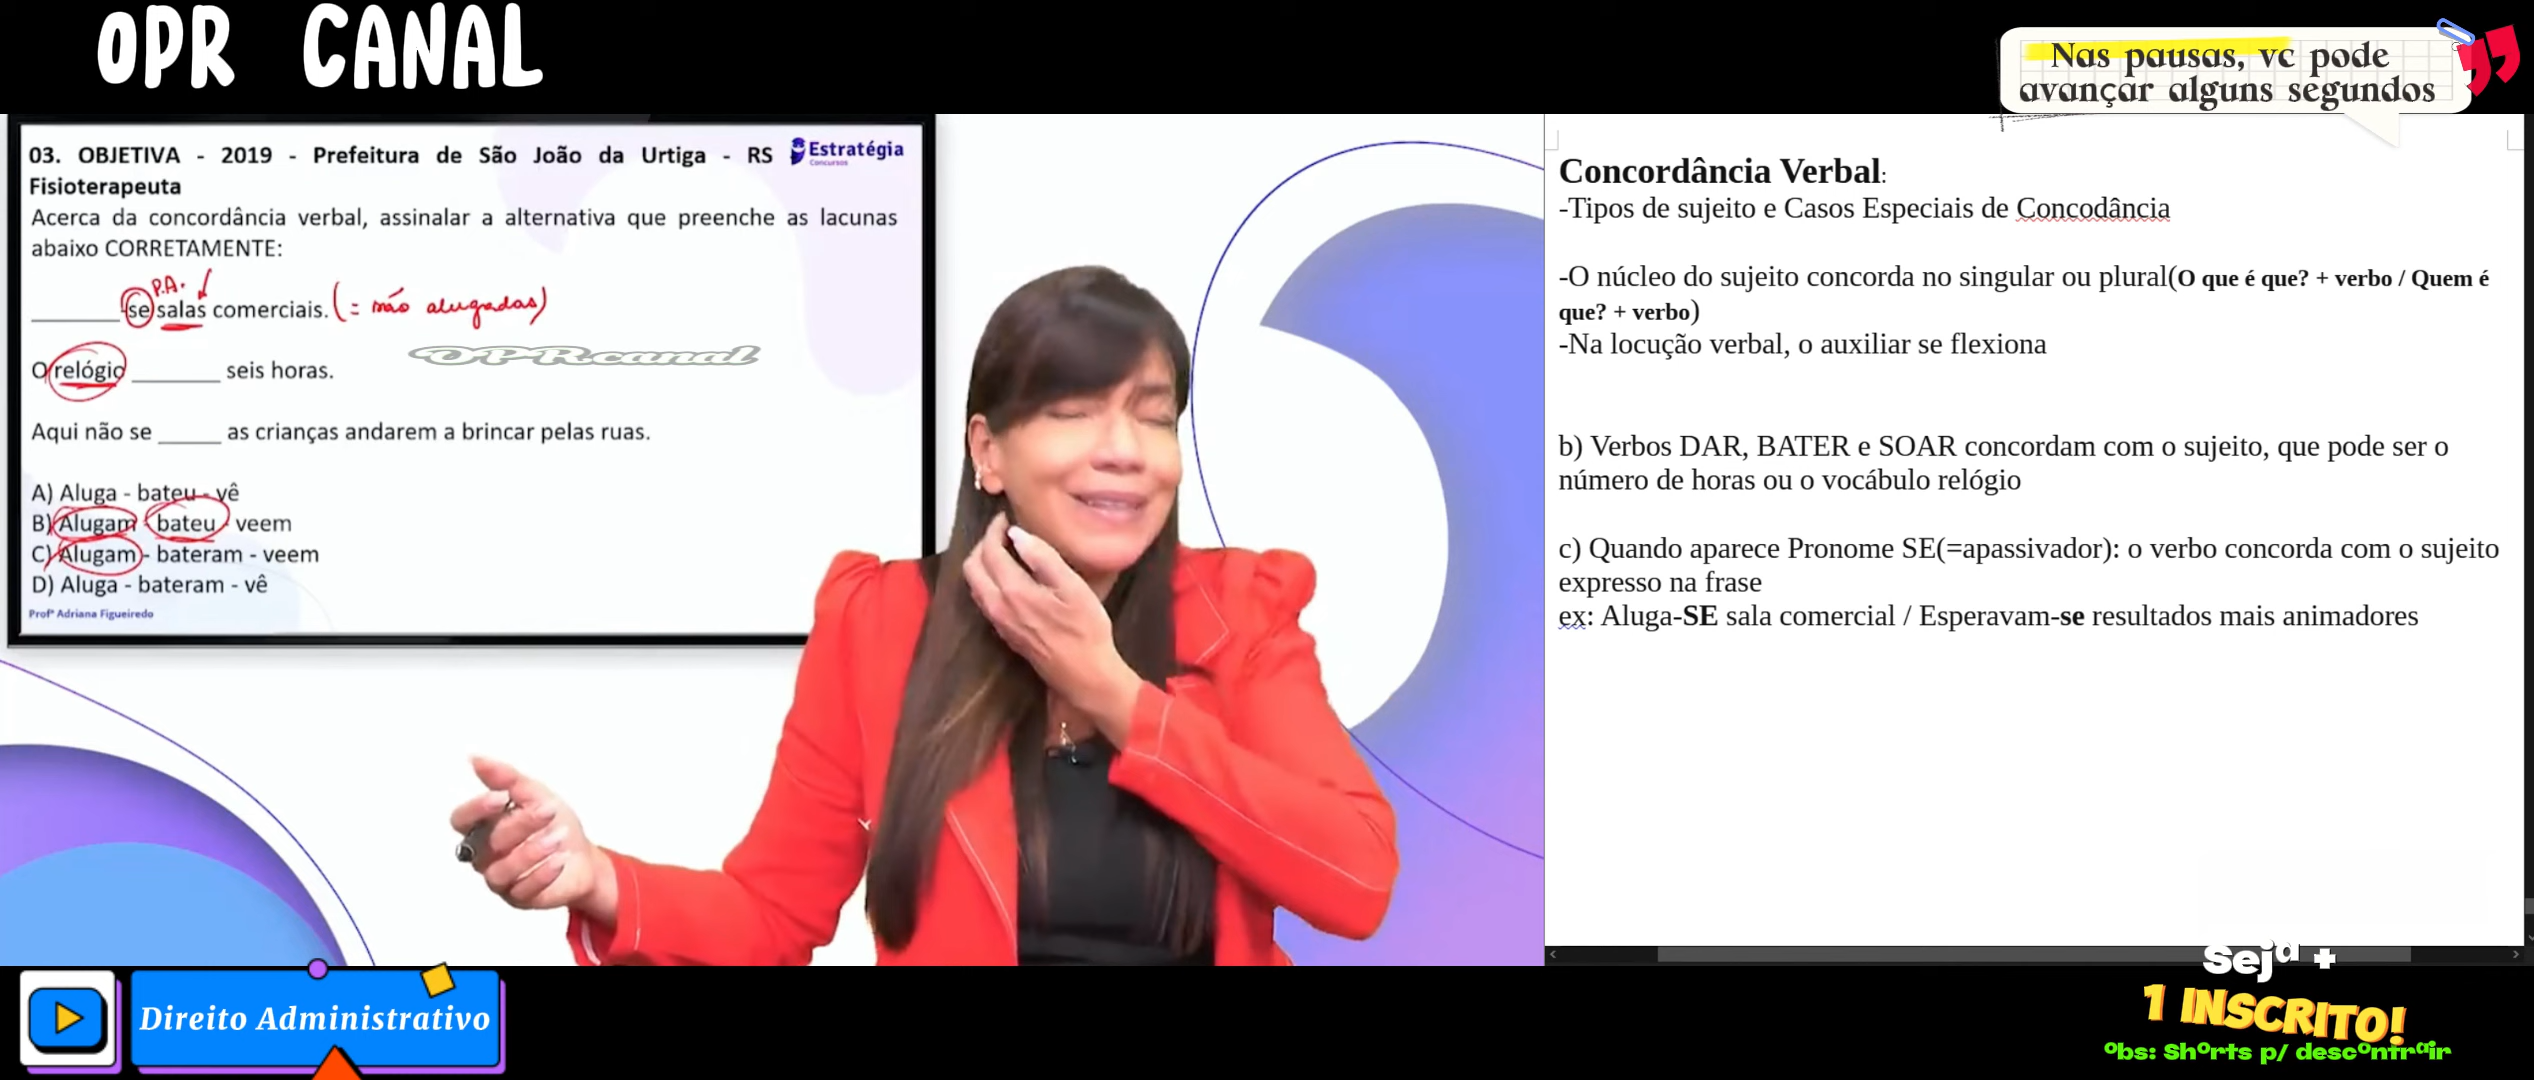 OPR CANAL
Nas pausas, vc pode
avançar alguns segundos
03. OBJETIVA - 2019 - Prefeitura de São João da Urtiga - RS
Fisioterapeuta
Estratégia
Concursos
Acerca da concordância verbal, assinalar a alternativa que preenche as lacunas
abaixo CORRETAMENTE:
P.A.
_______-se salas comerciais. (= são alugadas)
OPRcanal
O relógio _______ seis horas.
Aqui não se _____ as crianças andarem a brincar pelas ruas.
A) Aluga - bateu - vê
B) Alugam - bateu - veem
C) Alugam - bateram - veem
D) Aluga - bateram - vê
Profª Adriana Figueiredo
Concordância Verbal:
-Tipos de sujeito e Casos Especiais de Concodância
-O núcleo do sujeito concorda no singular ou plural(O que é que? + verbo / Quem é
que? + verbo)
-Na locução verbal, o auxiliar se flexiona
b) Verbos DAR, BATER e SOAR concordam com o sujeito, que pode ser o
número de horas ou o vocábulo relógio
c) Quando aparece Pronome SE(=apassivador): o verbo concorda com o sujeito
expresso na frase
ex: Aluga-SE sala comercial / Esperavam-se resultados mais animadores
Direito Administrativo
Seja +
1 INSCRITO!
obs: Shorts p/ descontrair